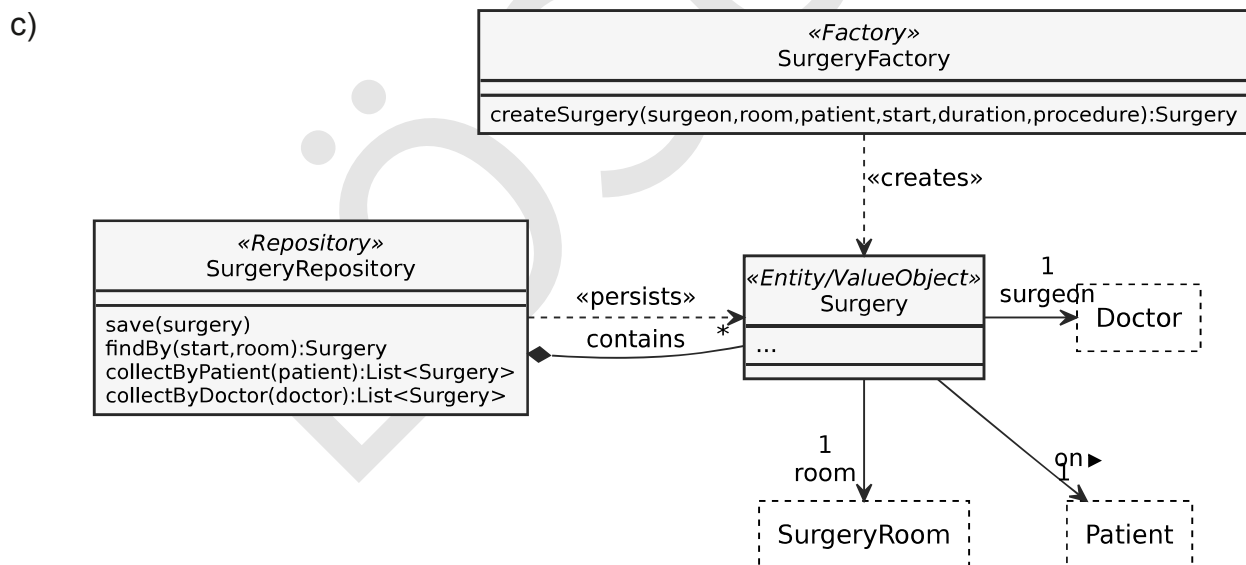 c)
«Factory»
SurgeryFactory
createSurgery(surgeon,room,patient,start,duration,procedure):Surgery
«creates»
«Repository»
SurgeryRepository
save(surgery)
findBy(start,room):Surgery
collectByPatient(patient):List<Surgery>
collectByDoctor(doctor):List<Surgery>
«persists»
contains
*
«Entity/ValueObject»
Surgery
...
1
surgeon
Doctor
1
room
on ▶
1
SurgeryRoom
Patient